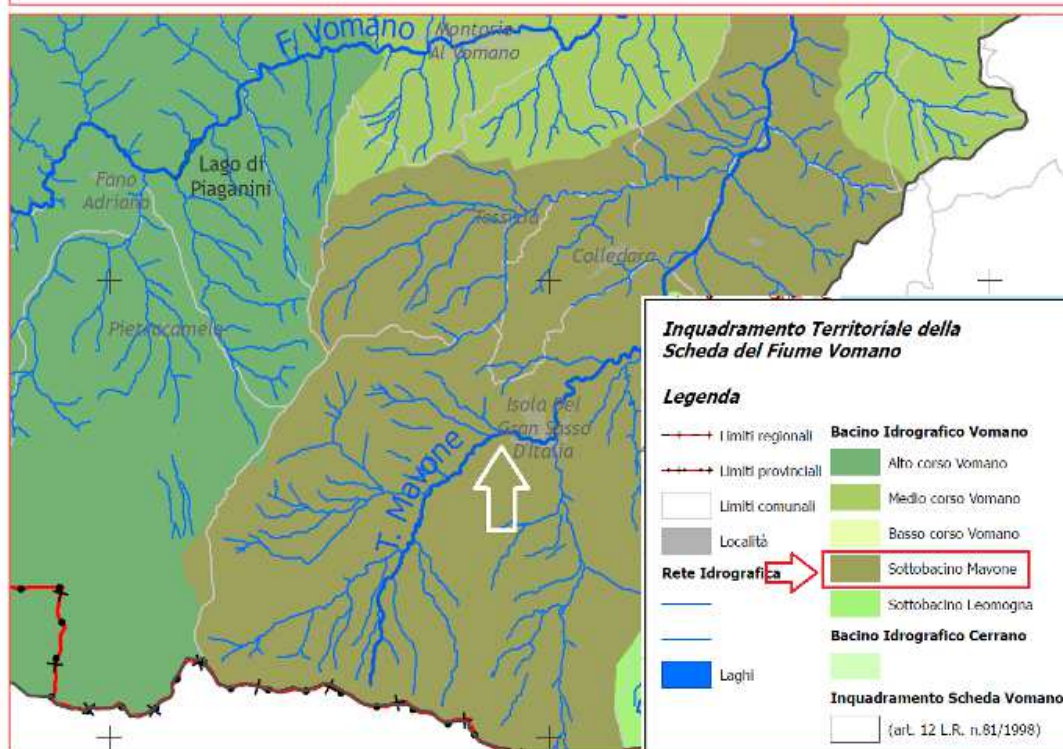 F. Vomano
Montorio
Al Vomano
Lago di
Piaganini
Fano
Adriano
Tossicia
Colledara
Pietracamela
Isola Del
Gran Sasso
D'Italia
T. Mavone
Inquadramento Territoriale della
Scheda del Fiume Vomano
Legenda
Limiti regionali
Limiti provinciali
Limiti comunali
Località
Rete Idrografica
Laghi
Bacino Idrografico Vomano
Alto corso Vomano
Medio corso Vomano
Basso corso Vomano
Sottobacino Mavone
Sottobacino Leomogna
Bacino Idrografico Cerrano
Inquadramento Scheda Vomano
(art. 12 L.R. n.81/1998)